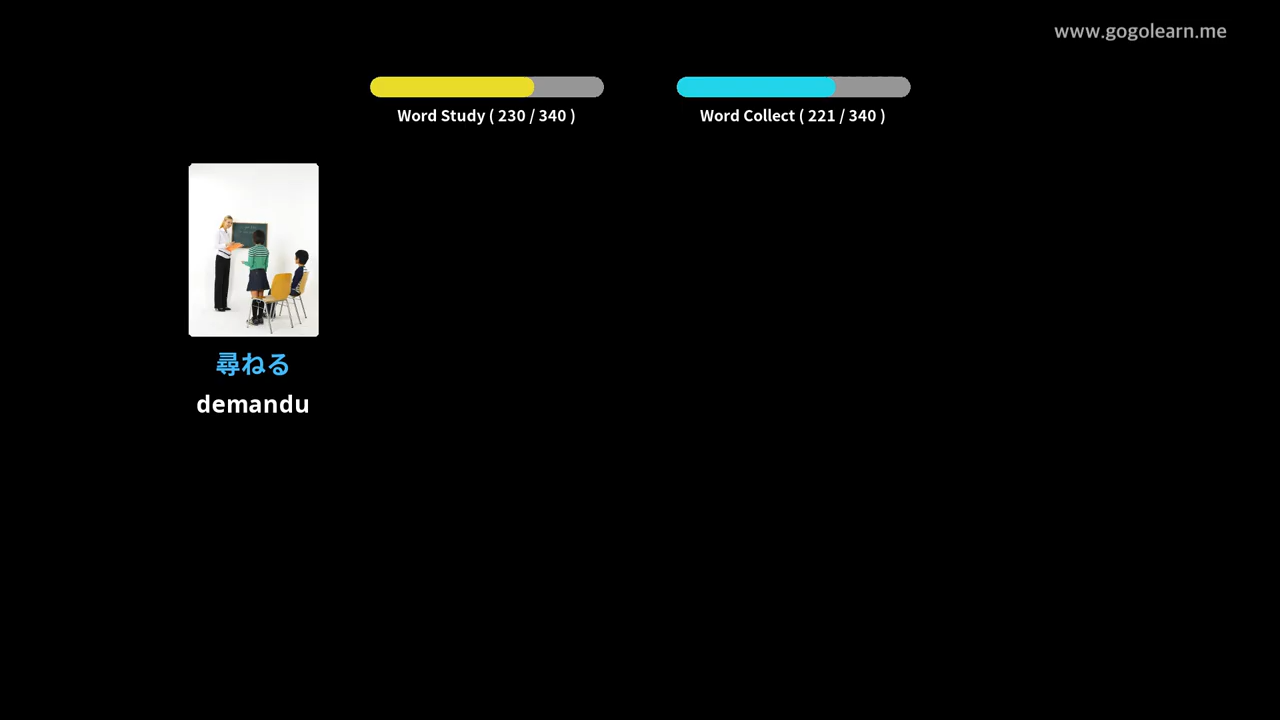 www.gogolearn.me
Word Study ( 230 / 340 )
Word Collect ( 221 / 340 )
尋ねる
demandu